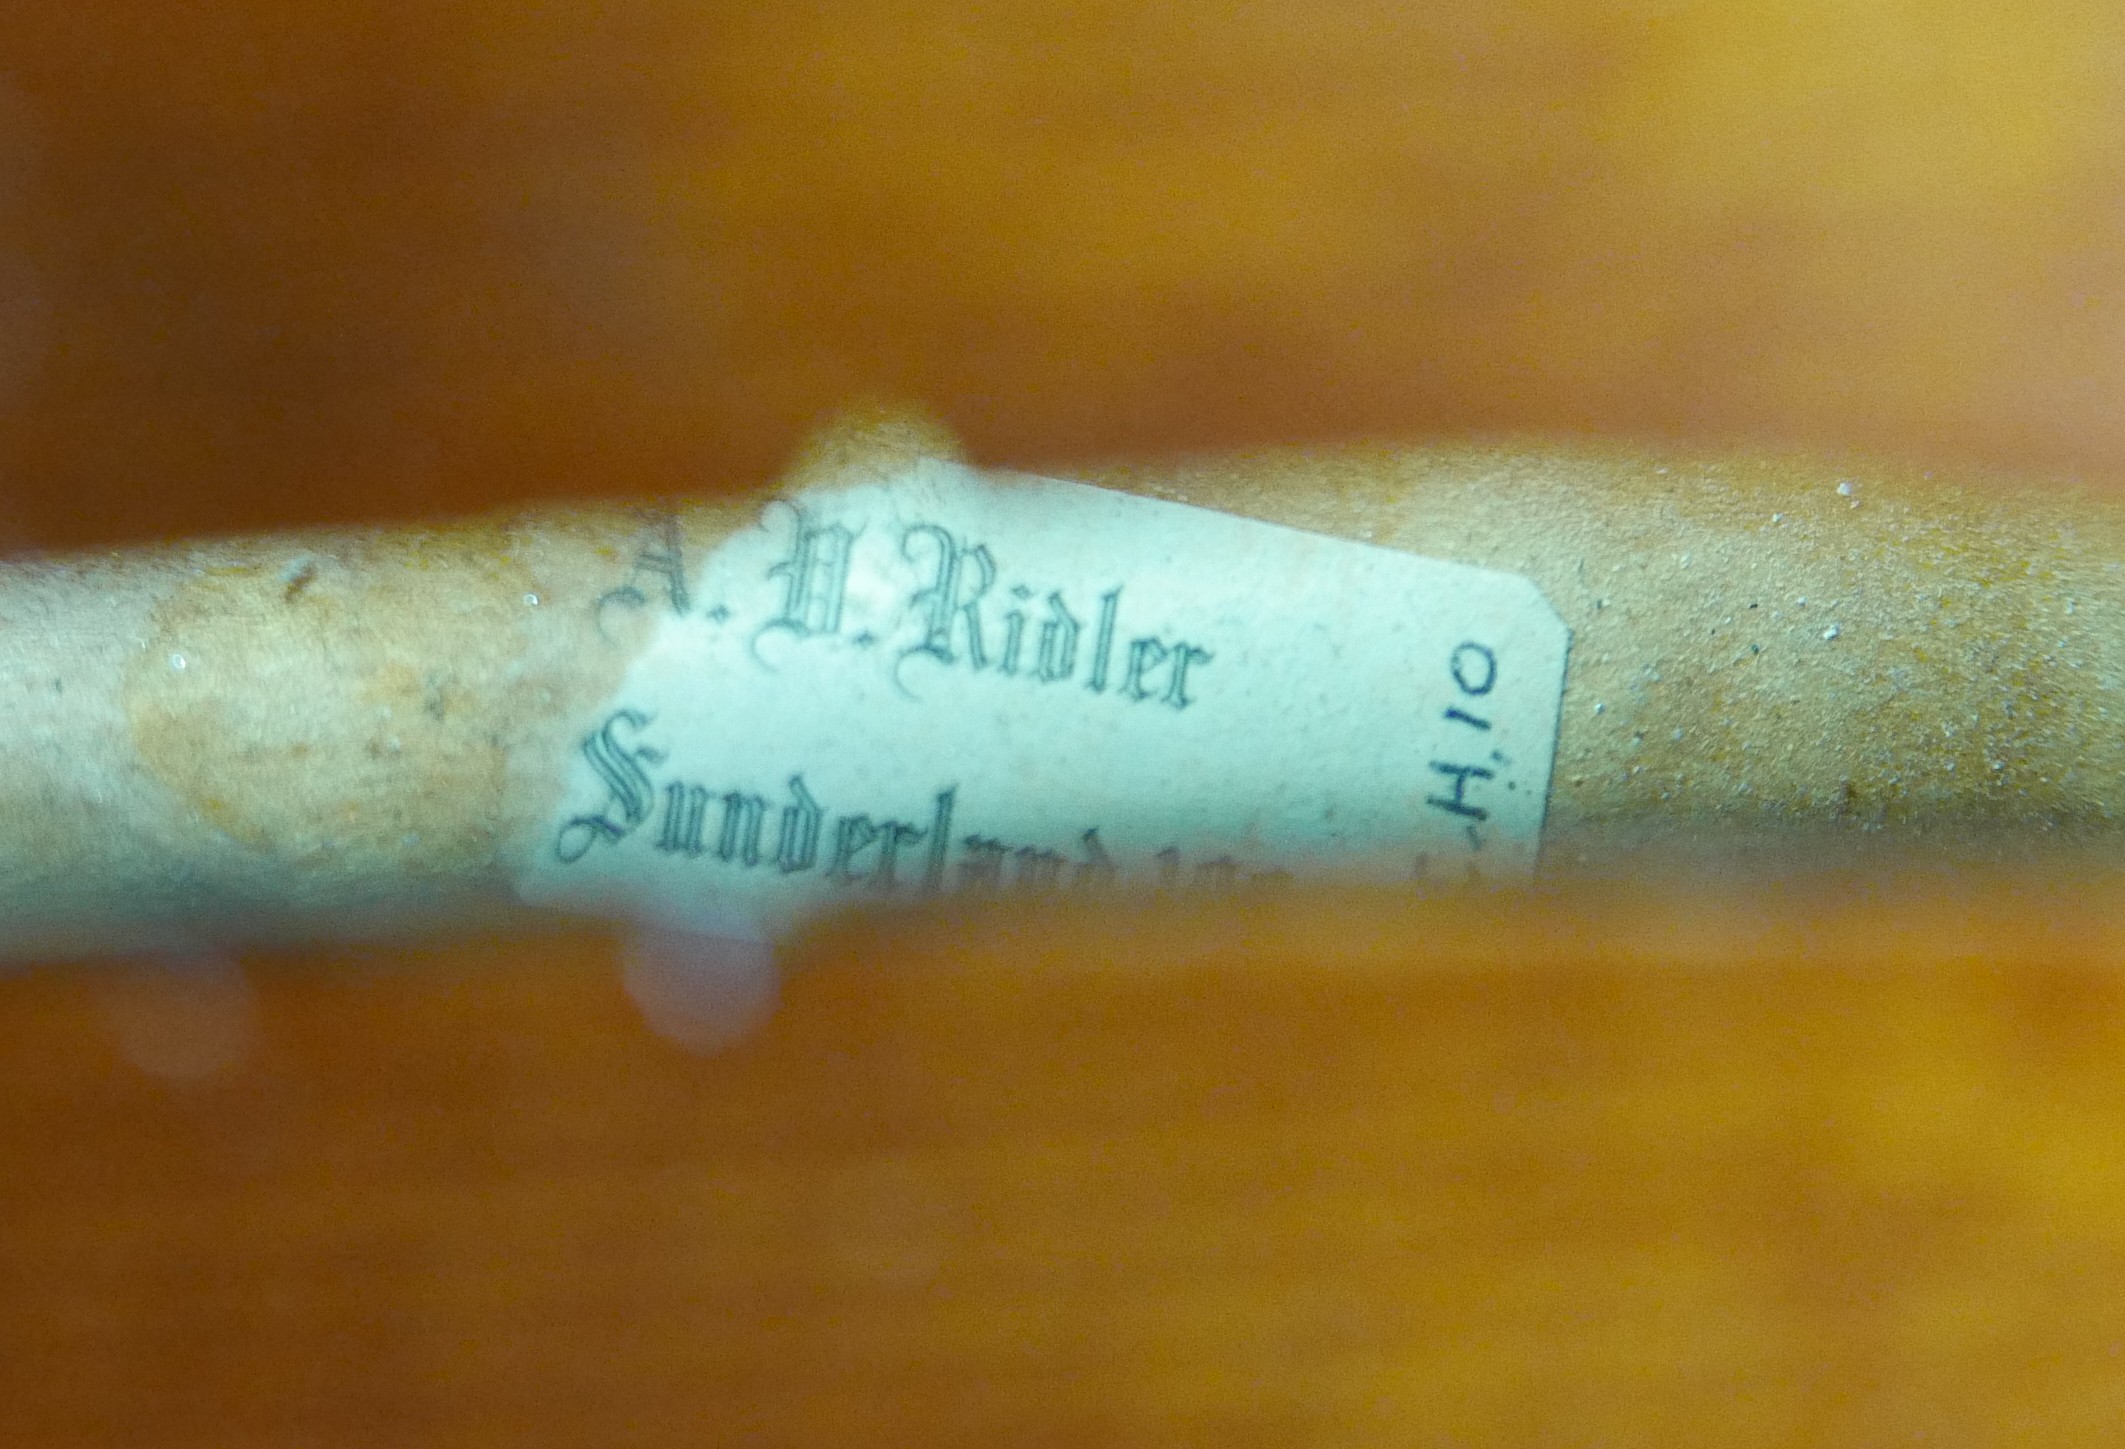 A. D. Ridler
Sunderland
H.10